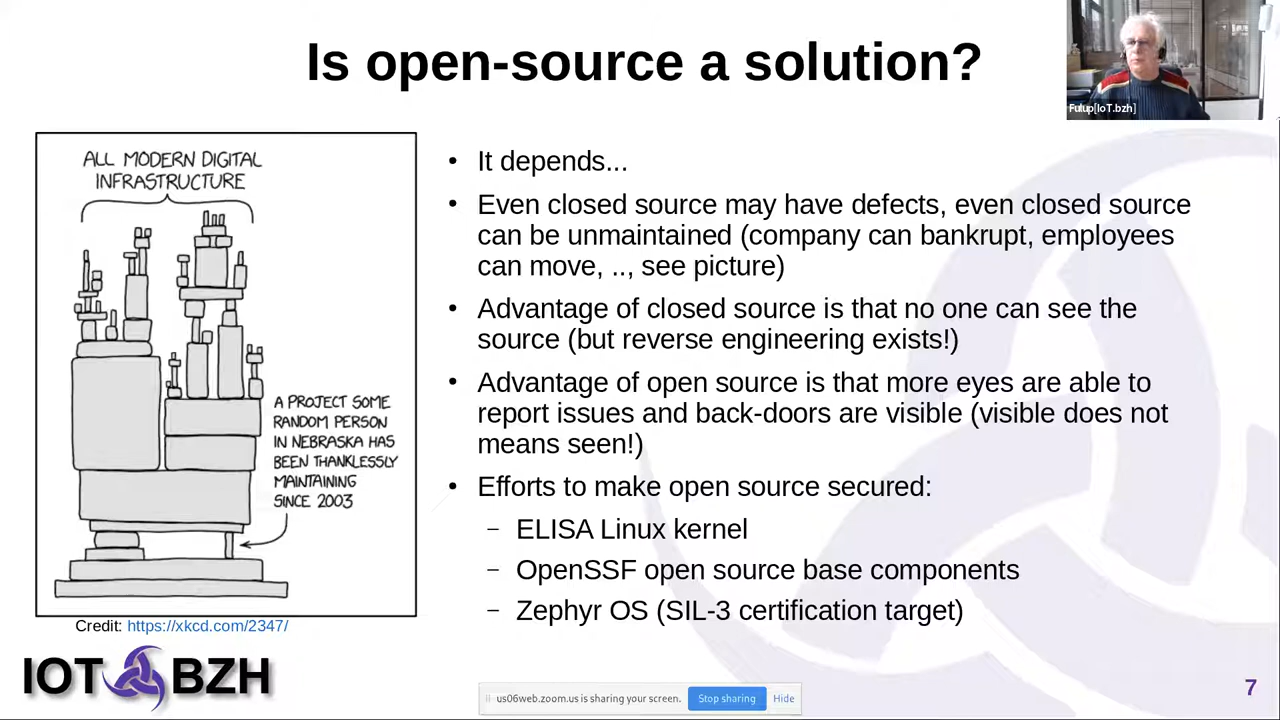 Is open-source a solution?
Fulup[IoT.bzh]
ALL MODERN DIGITAL
INFRASTRUCTURE
A PROJECT SOME
RANDOM PERSON
IN NEBRASKA HAS
BEEN THANKLESSLY
MAINTAINING
SINCE 2003
Credit: https://xkcd.com/2347/
• It depends...
• Even closed source may have defects, even closed source
can be unmaintained (company can bankrupt, employees
can move, .., see picture)
• Advantage of closed source is that no one can see the
source (but reverse engineering exists!)
• Advantage of open source is that more eyes are able to
report issues and back-doors are visible (visible does not
means seen!)
• Efforts to make open source secured:
– ELISA Linux kernel
– OpenSSF open source base components
– Zephyr OS (SIL-3 certification target)
IOT BZH
us06web.zoom.us is sharing your screen. Stop sharing Hide
7